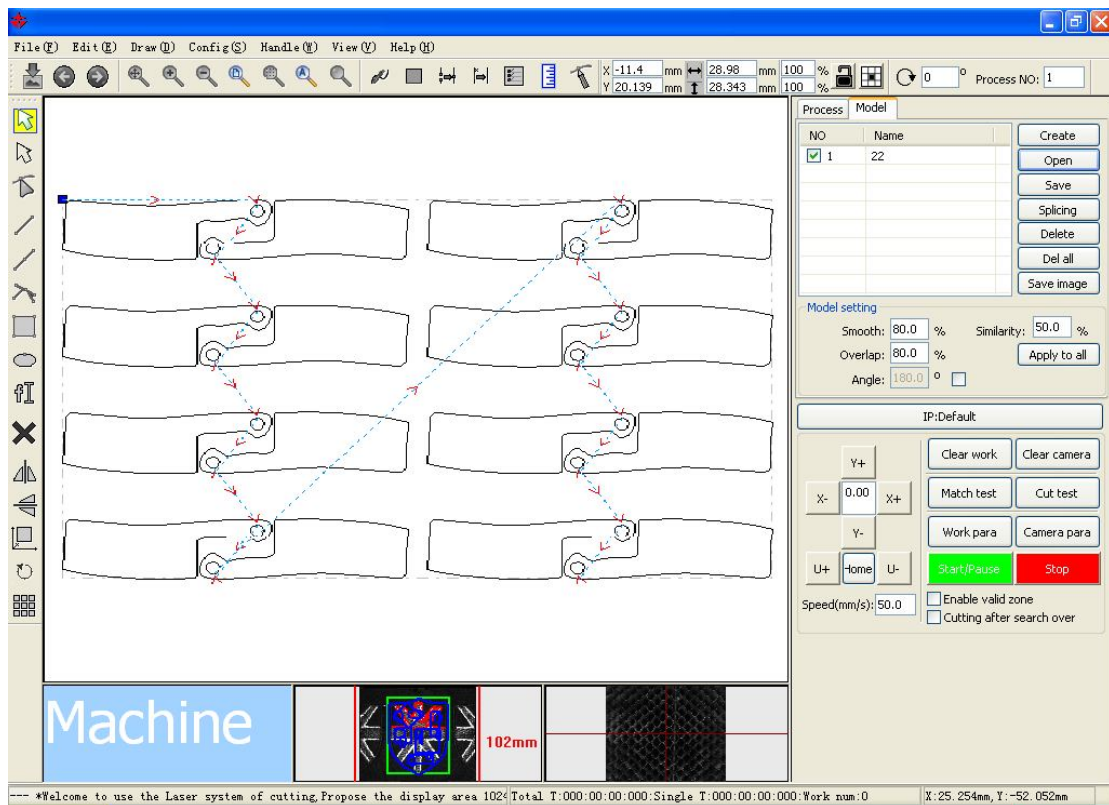 File(F) Edit(E) Draw(D) Config(S) Handle(W) View(V) Help(H)
X -11.4 mm 28.98 mm 100 %
Y 20.139 mm 28.343 mm 100 %
0 ° Process NO: 1
Process Model
NO Name Create
1 22 Open
Save
Splicing
Delete
Del all
Save image
Model setting
Smooth: 80.0 % Similarity: 50.0 %
Overlap: 80.0 % Apply to all
Angle: 180.0 °
IP:Default
Y+ Clear work Clear camera
X- 0.00 X+ Match test Cut test
Y- Work para Camera para
U+ Home U- Start/Pause Stop
Speed(mm/s): 50.0 Enable valid zone
Cutting after search over
Machine
102mm
--- *Welcome to use the Laser system of cutting,Propose the display area 1024 Total T:000:00:00:000:Single T:000:00:00:000:Work num:0 X:25.254mm,Y:-52.052mm